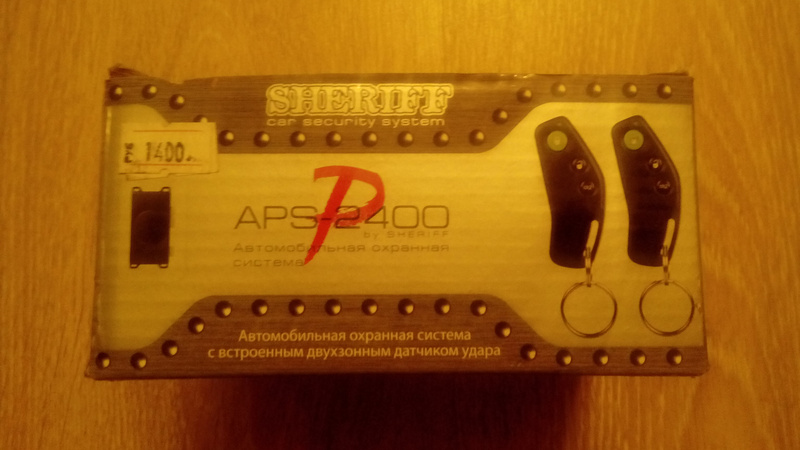 SHERIFF
car security system
РУБ 1400
APS-2400
P
by SHERIFF
Автомобильная охранная
система
Автомобильная охранная система
с встроенным двухзонным датчиком удара